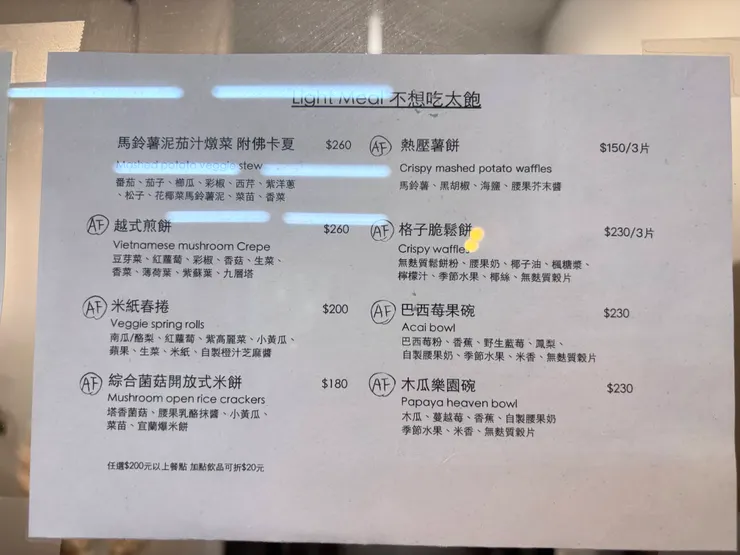 Light Meal 不想吃太飽
馬鈴薯泥茄汁燉菜 附佛卡夏 $260
Mashed potato veggie stew
番茄、茄子、櫛瓜、彩椒、西芹、紫洋蔥
、松子、花椰菜馬鈴薯泥、菜苗、香菜
AF 越式煎餅 $260
Vietnamese mushroom Crepe
豆芽菜、紅蘿蔔、彩椒、香菇、生菜、
香菜、薄荷葉、紫蘇葉、九層塔
AF 米紙春捲 $200
Veggie spring rolls
南瓜/酪梨、紅蘿蔔、紫高麗菜、小黃瓜、
蘋果、生菜、米紙、自製橙汁芝麻醬
AF 綜合菌菇開放式米餅 $180
Mushroom open rice crackers
塔香菌菇、腰果乳酪抹醬、小黃瓜、
菜苗、宜蘭爆米餅
任選$200元以上餐點 加點飲品可折$20元
AF 熱壓薯餅 $150/3片
Crispy mashed potato waffles
馬鈴薯、黑胡椒、海鹽、腰果芥末醬
AF 格子脆鬆餅 $230/3片
Crispy waffles
無麩質鬆餅粉、腰果奶、椰子油、楓糖漿、
檸檬汁、季節水果、椰絲、無麩質穀片
AF 巴西莓果碗 $230
Acai bowl
巴西莓粉、香蕉、野生藍莓、鳳梨、
自製腰果奶、季節水果、米香、無麩質穀片
AF 木瓜樂園碗 $230
Papaya heaven bowl
木瓜、蔓越莓、香蕉、自製腰果奶
季節水果、米香、無麩質穀片